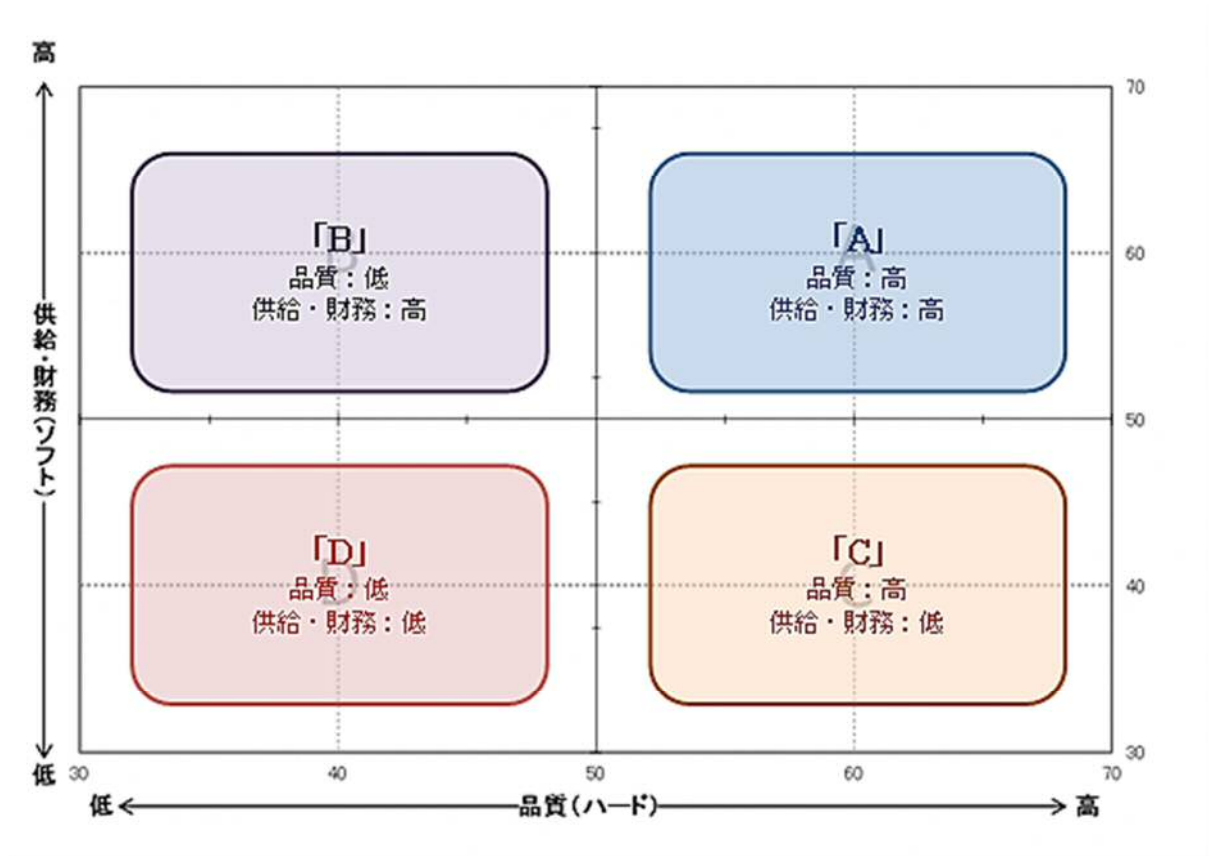 高
70
「B」
品質：低
供給・財務：高
「A」
品質：高
供給・財務：高
60
供給・財務(ソフト)
50
「D」
品質：低
供給・財務：低
「C」
品質：高
供給・財務：低
40
30
低
30
40
50
60
70
低
品質(ハード)
高